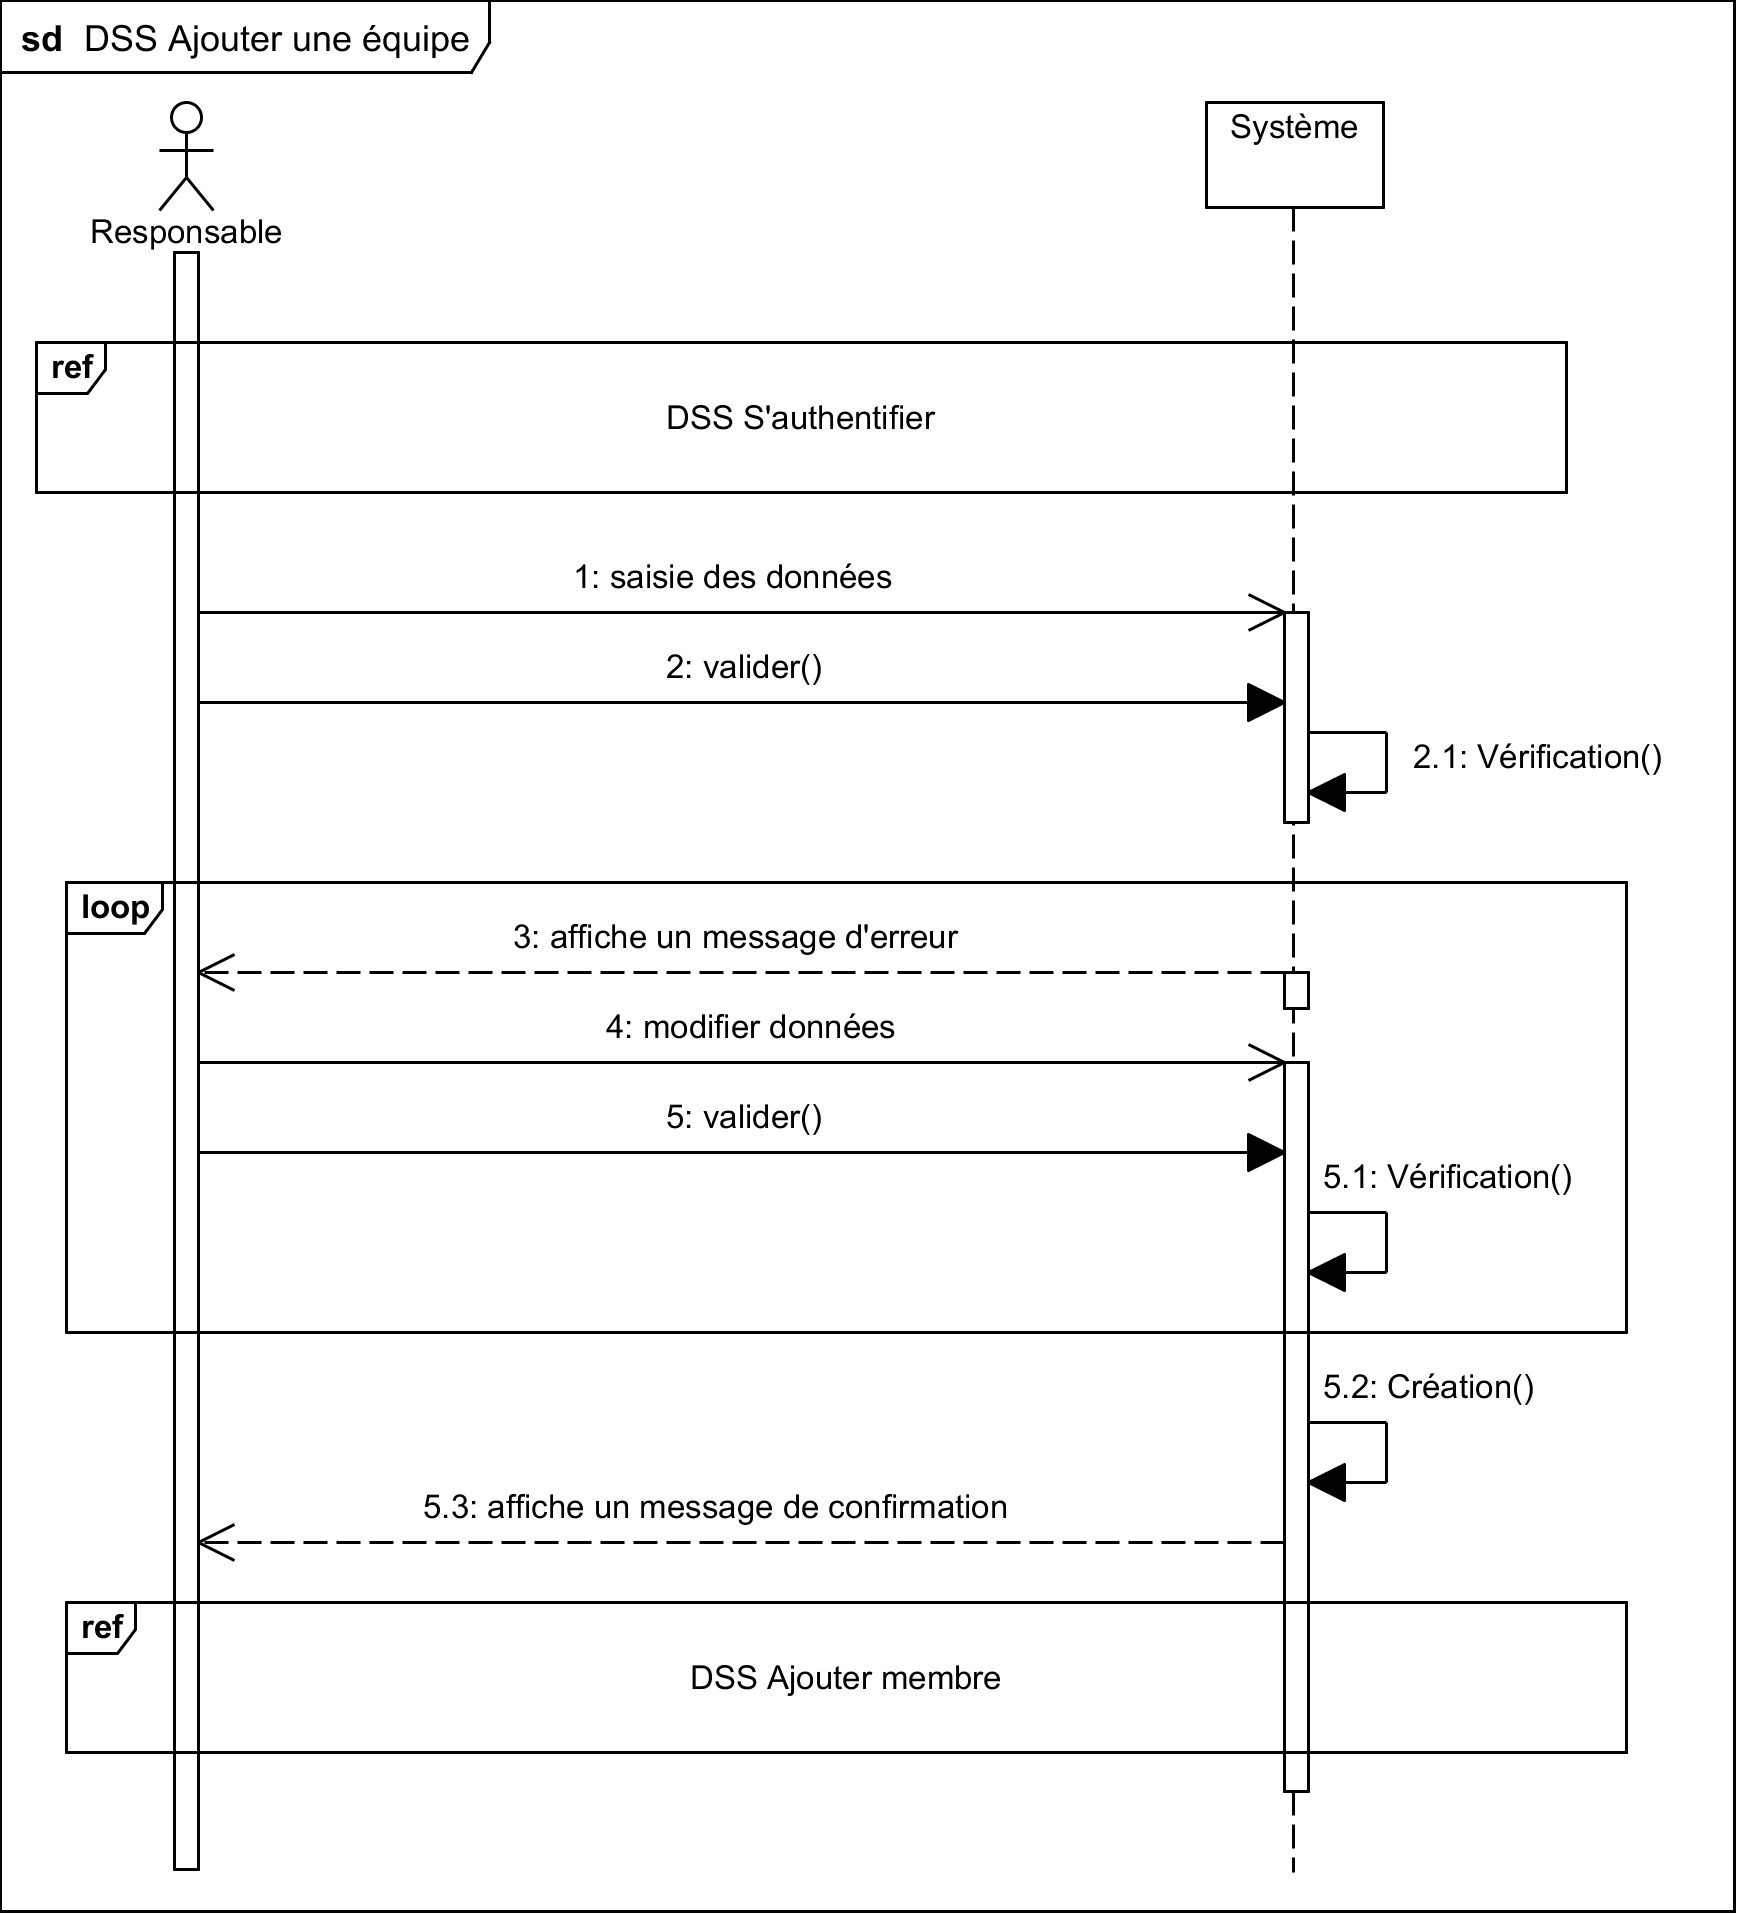 sd DSS Ajouter une équipe
Système
Responsable
ref
DSS S'authentifier
1: saisie des données
2: valider()
2.1: Vérification()
loop
3: affiche un message d'erreur
4: modifier données
5: valider()
5.1: Vérification()
5.2: Création()
5.3: affiche un message de confirmation
ref
DSS Ajouter membre